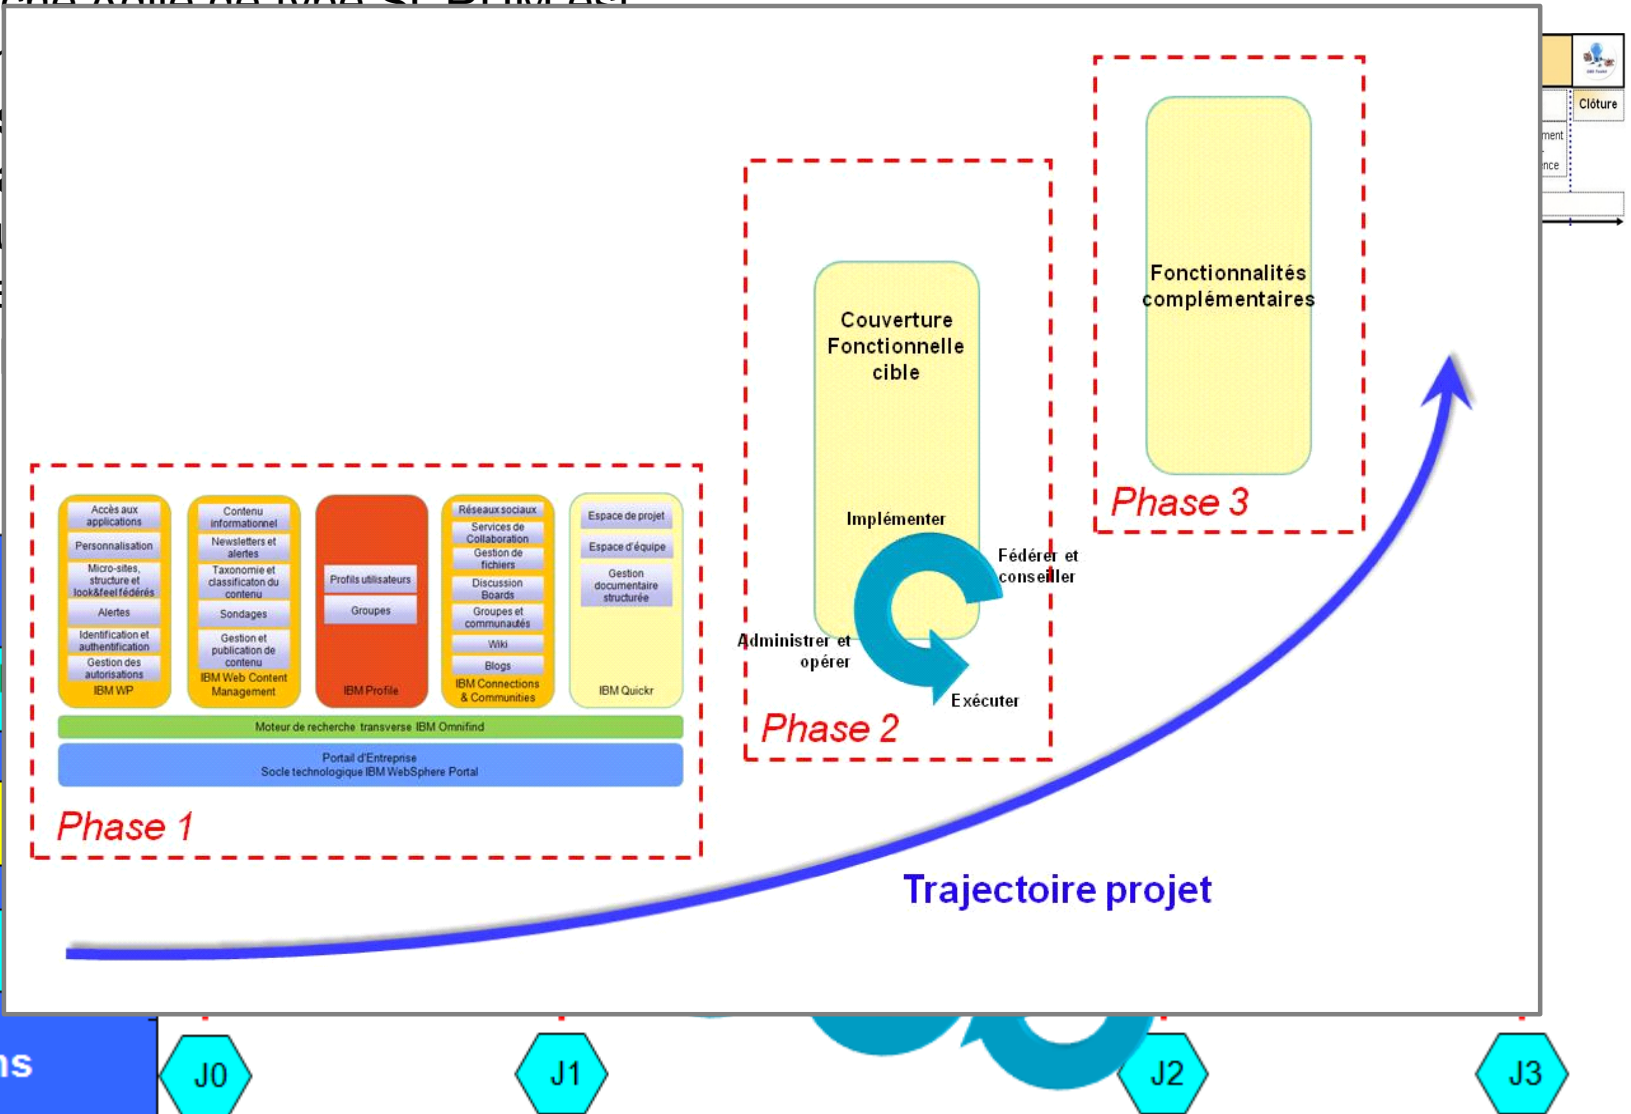 Clôture
Fonctionnalités
complémentaires
Phase 3
Couverture
Fonctionnelle
cible
Implémenter
Fédérer et
conseiller
Administrer et
opérer
Exécuter
Phase 2
Accès aux
applications
Personnalisation
Micro-sites,
structure et
look&feel fédérés
Alertes
Identification et
authentification
Gestion des
autorisations
IBM WP
Contenu
informationnel
Newsletters et
alertes
Taxonomie et
classificaton du
contenu
Sondages
Gestion et
publication de
contenu
IBM Web Content
Management
Profils utilisateurs
Groupes
IBM Profile
Réseaux sociaux
Services de
Collaboration
Gestion de
fichiers
Discussion
Boards
Groupes et
communautés
Wiki
Blogs
IBM Connections
& Communities
Espace de projet
Espace d'équipe
Gestion
documentaire
structurée
IBM Quickr
Moteur de recherche transverse IBM Omnifind
Portail d'Entreprise
Socle technologique IBM WebSphere Portal
Phase 1
Trajectoire projet
ns
J0
J1
J2
J3